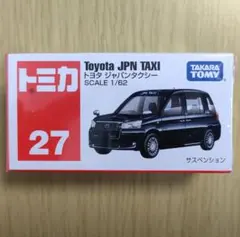 トミカ
Toyota JPN TAXI
トヨタ ジャパンタクシー
SCALE 1/62
TAKARA TOMY
27
サスペンション